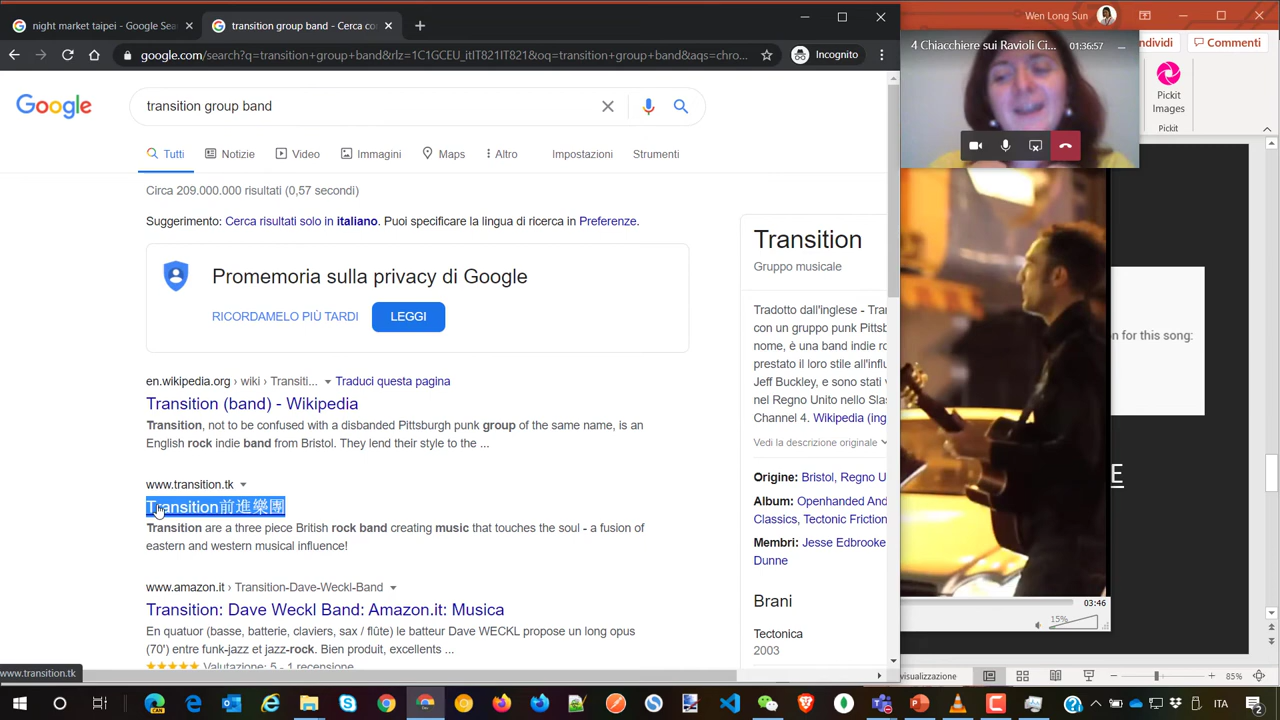 night market taipei - Google Sea
transition group band - Cerca co
Wen Long Sun
google.com/search?q=transition+group+band&rlz=1C1GCEU_itIT821IT821&oq=transition+group+band&aqs=chro...
Incognito
4 Chiacchiere sui Ravioli Ci...
01:36:57
ndividi
Commenti
Google
transition group band
Pickit
Images
Pickit
Tutti
Notizie
Video
Immagini
Maps
Altro
Impostazioni
Strumenti
Circa 209.000.000 risultati (0,57 secondi)
Suggerimento: Cerca risultati solo in italiano. Puoi specificare la lingua di ricerca in Preferenze.
Promemoria sulla privacy di Google
RICORDAMELO PIÙ TARDI
LEGGI
en.wikipedia.org › wiki › Transiti... Traduci questa pagina
Transition (band) - Wikipedia
Transition, not to be confused with a disbanded Pittsburgh punk group of the same name, is an
English rock indie band from Bristol. They lend their style to the ...
www.transition.tk
Transition前進樂團
Transition are a three piece British rock band creating music that touches the soul - a fusion of
eastern and western musical influence!
www.amazon.it › Transition-Dave-Weckl-Band
Transition: Dave Weckl Band: Amazon.it: Musica
En quatuor (basse, batterie, claviers, sax / flûte) le batteur Dave WECKL propose un long opus
(70') entre funk-jazz et jazz-rock. Bien produit, excellents ...
Valutazione: 5 - 1 recensione
www.transition.tk
Transition
Gruppo musicale
Tradotto dall'inglese - Tran
con un gruppo punk Pittsb
nome, è una band indie ro
prestato il loro stile all'influ
Jeff Buckley, e sono stati v
nel Regno Unito nello Slas
Channel 4. Wikipedia (ing
Vedi la descrizione originale
Origine: Bristol, Regno U
Album: Openhanded And
Classics, Tectonic Friction
Membri: Jesse Edbrooke
Dunne
Brani
Tectonica
2003
n for this song:
E
03:46
15%
visualizzazione
85%
ITA
2